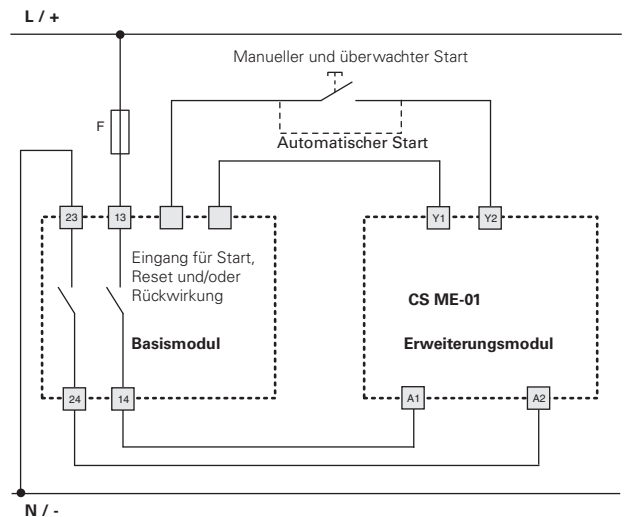 L / +
Manueller und überwachter Start
F
Automatischer Start
23
13
Y1
Y2
Eingang für Start,
Reset und/oder
Rückwirkung
CS ME-01
Basismodul
Erweiterungsmodul
24
14
A1
A2
N / -